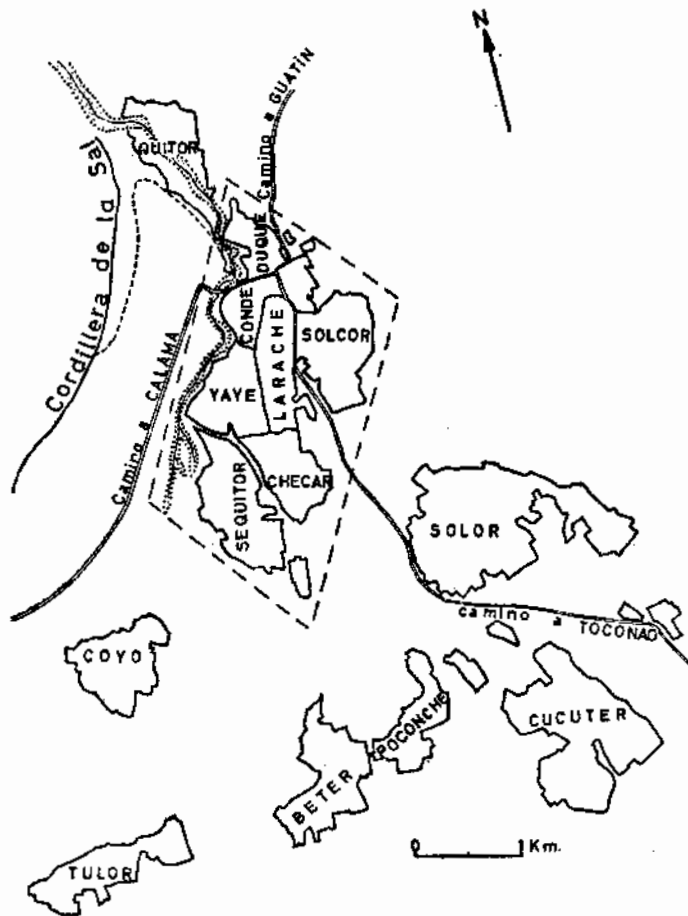 N
Camino a GUATIN
QUITOR
Cordillera de la Sal
CONDE DUQUE
SOLCOR
LARACHE
Camino a CALAMA
YAYE
CHECAR
SEQUITOR
SOLOR
camino a TOCONAO
COYO
POCONCHE
CUCUTER
BETER
0 1 Km.
TULOR